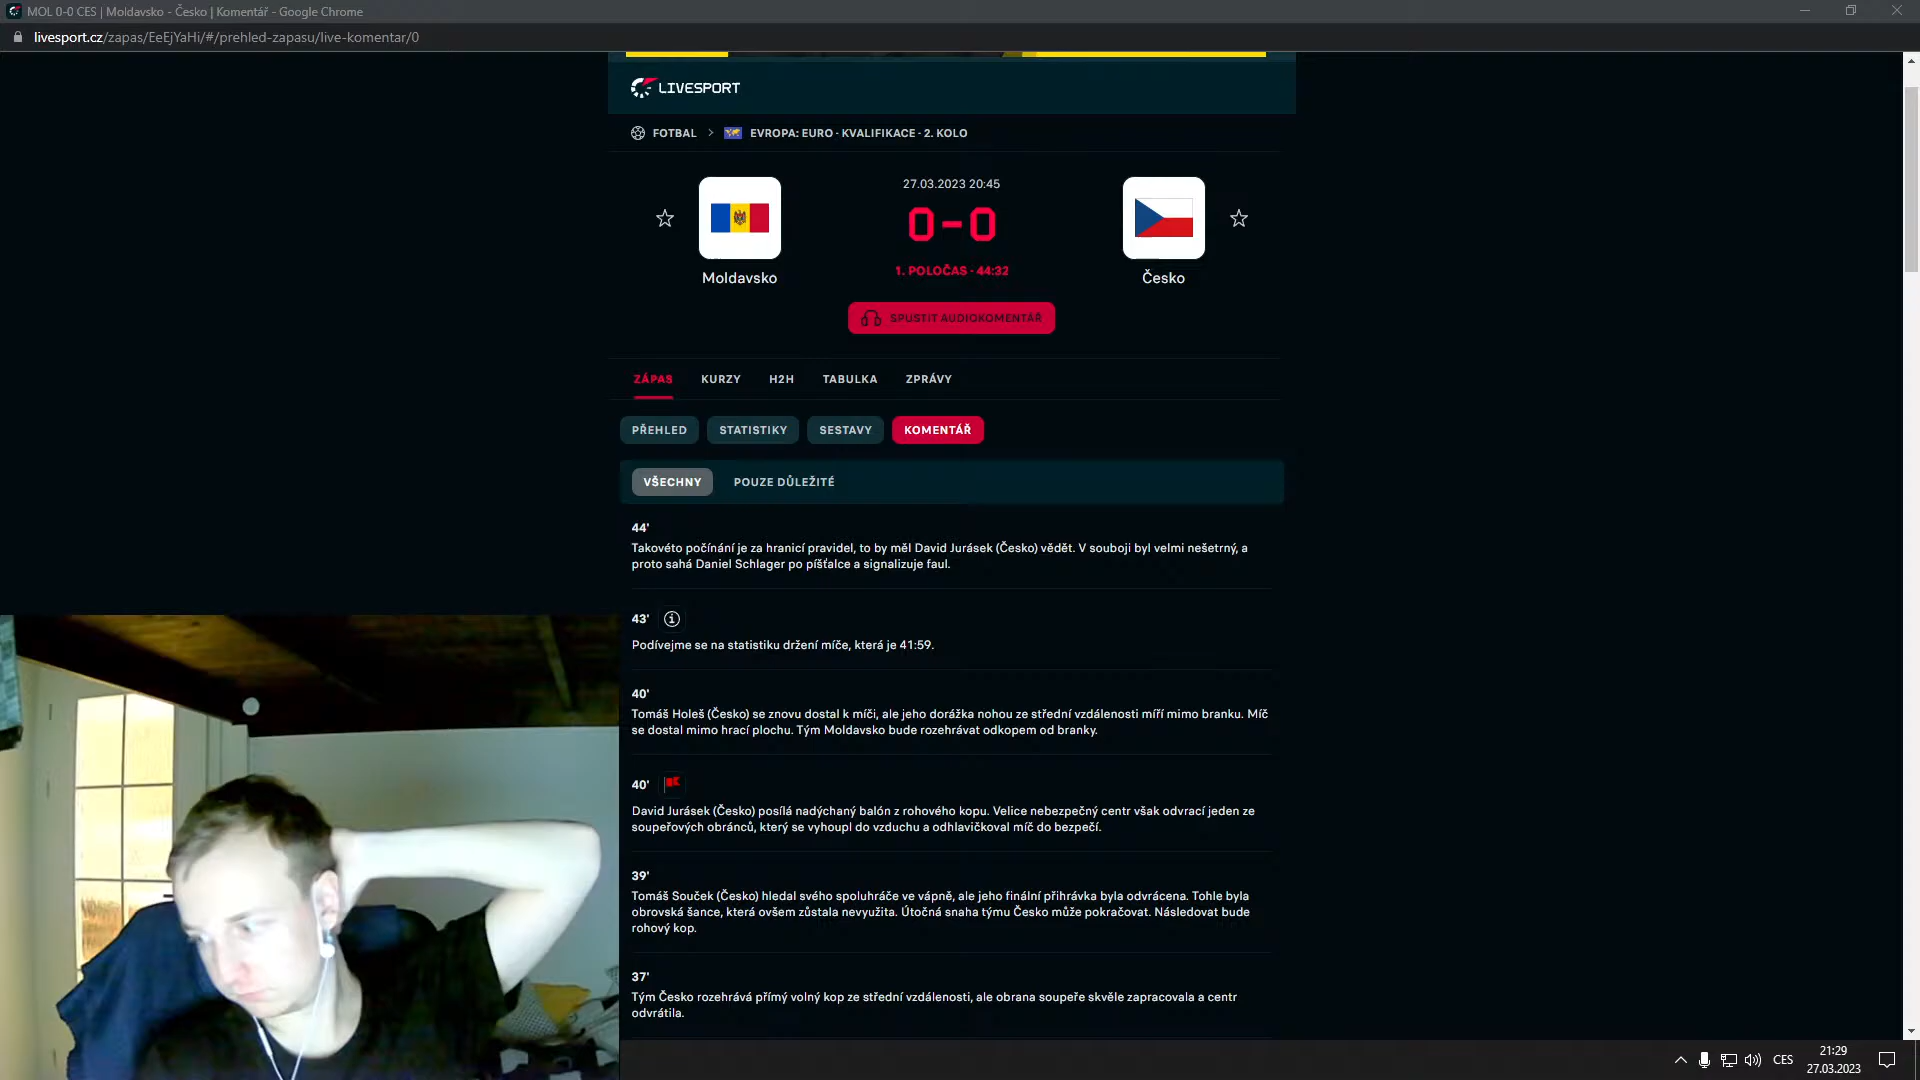 MOL 0-0 CES | Moldavsko - Česko | Komentář - Google Chrome
livesport.cz/zapas/EeEjYaHi/#/prehled-zapasu/live-komentar/0
LIVESPORT
FOTBAL > EVROPA: EURO - KVALIFIKACE - 2. KOLO
27.03.2023 20:45
0-0
1. POLOČAS - 44:32
Moldavsko
Česko
SPUSTIT AUDIOKOMENTÁŘ
ZÁPAS KURZY H2H TABULKA ZPRÁVY
PŘEHLED STATISTIKY SESTAVY KOMENTÁŘ
VŠECHNY POUZE DŮLEŽITÉ
44'
Takovéto počínání je za hranicí pravidel, to by měl David Jurásek (Česko) vědět. V souboji byl velmi nešetrný, a
proto sahá Daniel Schlager po píšťalce a signalizuje faul.
43'
Podívejme se na statistiku držení míče, která je 41:59.
40'
Tomáš Holeš (Česko) se znovu dostal k míči, ale jeho dorážka nohou ze střední vzdálenosti míří mimo branku. Míč
se dostal mimo hrací plochu. Tým Moldavsko bude rozehrávat odkopem od branky.
40'
David Jurásek (Česko) posílá nadýchaný balón z rohového kopu. Velice nebezpečný centr však odvrací jeden ze
soupeřových obránců, který se vyhoupl do vzduchu a odhlavičkoval míč do bezpečí.
39'
Tomáš Souček (Česko) hledal svého spoluhráče ve vápně, ale jeho finální přihrávka byla odvrácena. Tohle byla
obrovská šance, která ovšem zůstala nevyužita. Útočná snaha týmu Česko může pokračovat. Následovat bude
rohový kop.
37'
Tým Česko rozehrává přímý volný kop ze střední vzdálenosti, ale obrana soupeře skvěle zapracovala a centr
odvrátila.
CES
21:29
27.03.2023